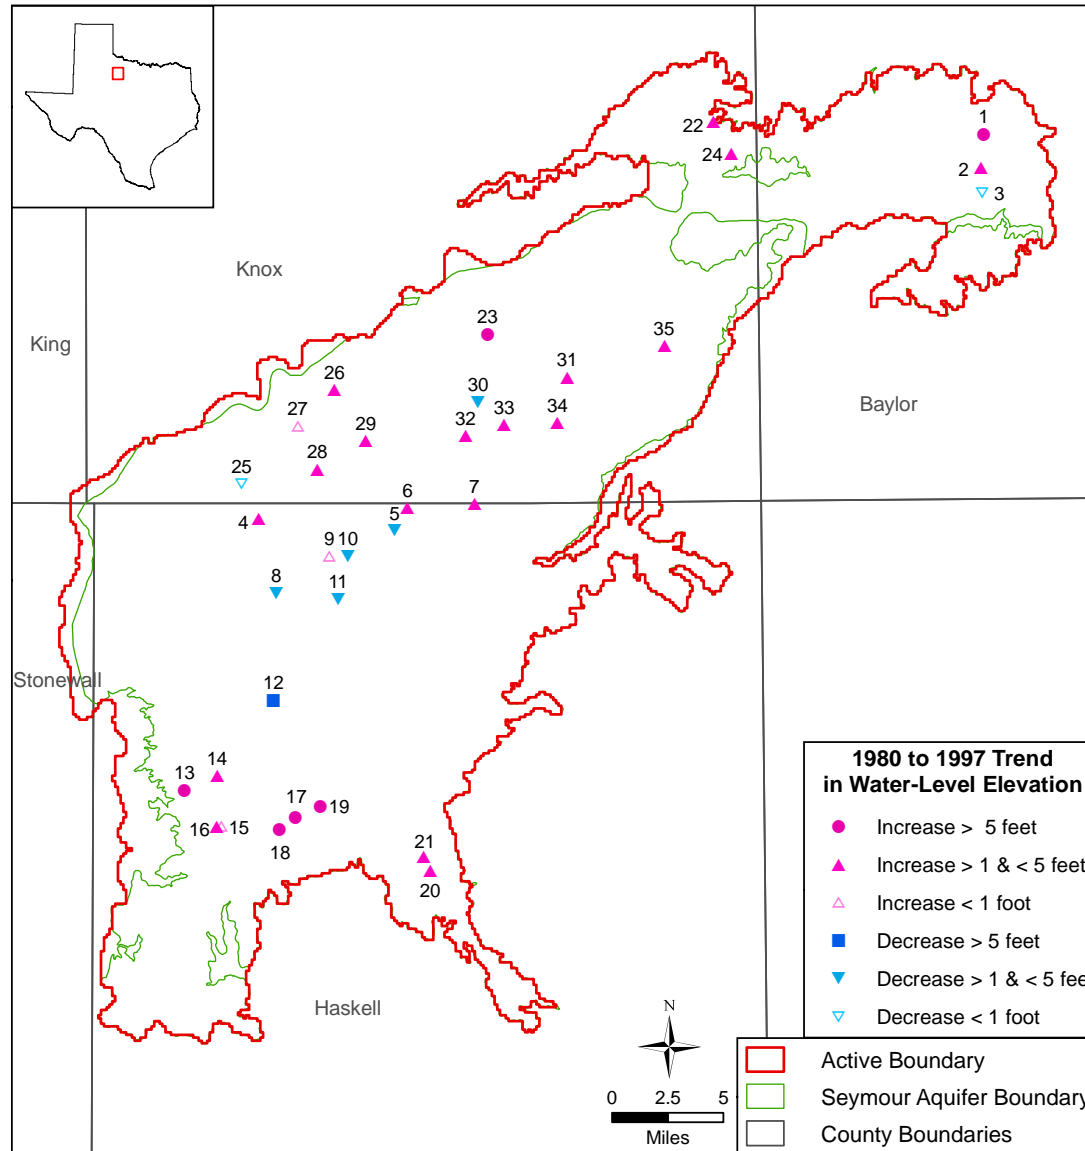 1
22
24
2
3
Knox
23
King
35
31
26
30
Baylor
27
29
32
33
34
28
25
6
7
4
5
9
10
8
11
Stonewall
12
14
13
17
19
16
15
18
21
20
Haskell
N
0 2.5 5
Miles
1980 to 1997 Trend
in Water-Level Elevation
Increase > 5 feet
Increase > 1 & < 5 feet
Increase < 1 foot
Decrease > 5 feet
Decrease > 1 & < 5 fee
Decrease < 1 foot
Active Boundary
Seymour Aquifer Boundary
County Boundaries